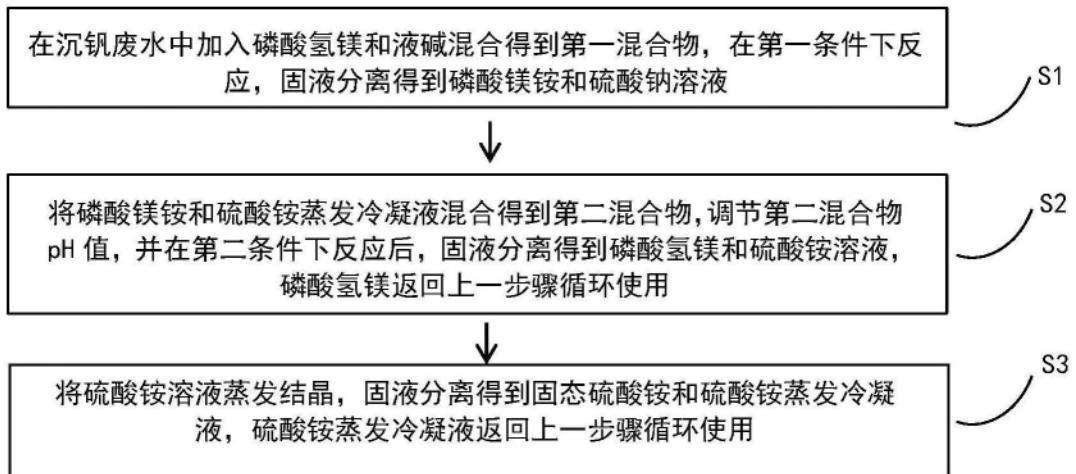 在沉钒废水中加入磷酸氢镁和液碱混合得到第一混合物，在第一条件下反
应，固液分离得到磷酸镁铵和硫酸钠溶液
S1
将磷酸镁铵和硫酸铵蒸发冷凝液混合得到第二混合物,调节第二混合物
pH值，并在第二条件下反应后，固液分离得到磷酸氢镁和硫酸铵溶液，
磷酸氢镁返回上一步骤循环使用
S2
将硫酸铵溶液蒸发结晶，固液分离得到固态硫酸铵和硫酸铵蒸发冷凝
液，硫酸铵蒸发冷凝液返回上一步骤循环使用
S3